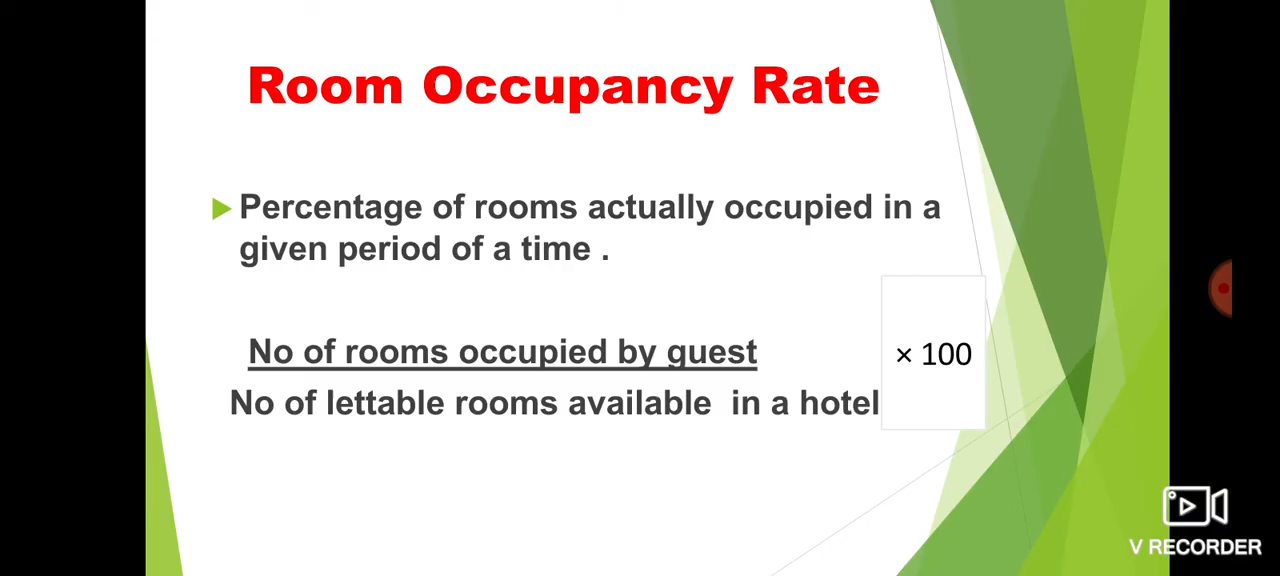 Room Occupancy Rate
Percentage of rooms actually occupied in a
given period of a time .
No of rooms occupied by guest
× 100
No of lettable rooms available in a hotel
V RECORDER